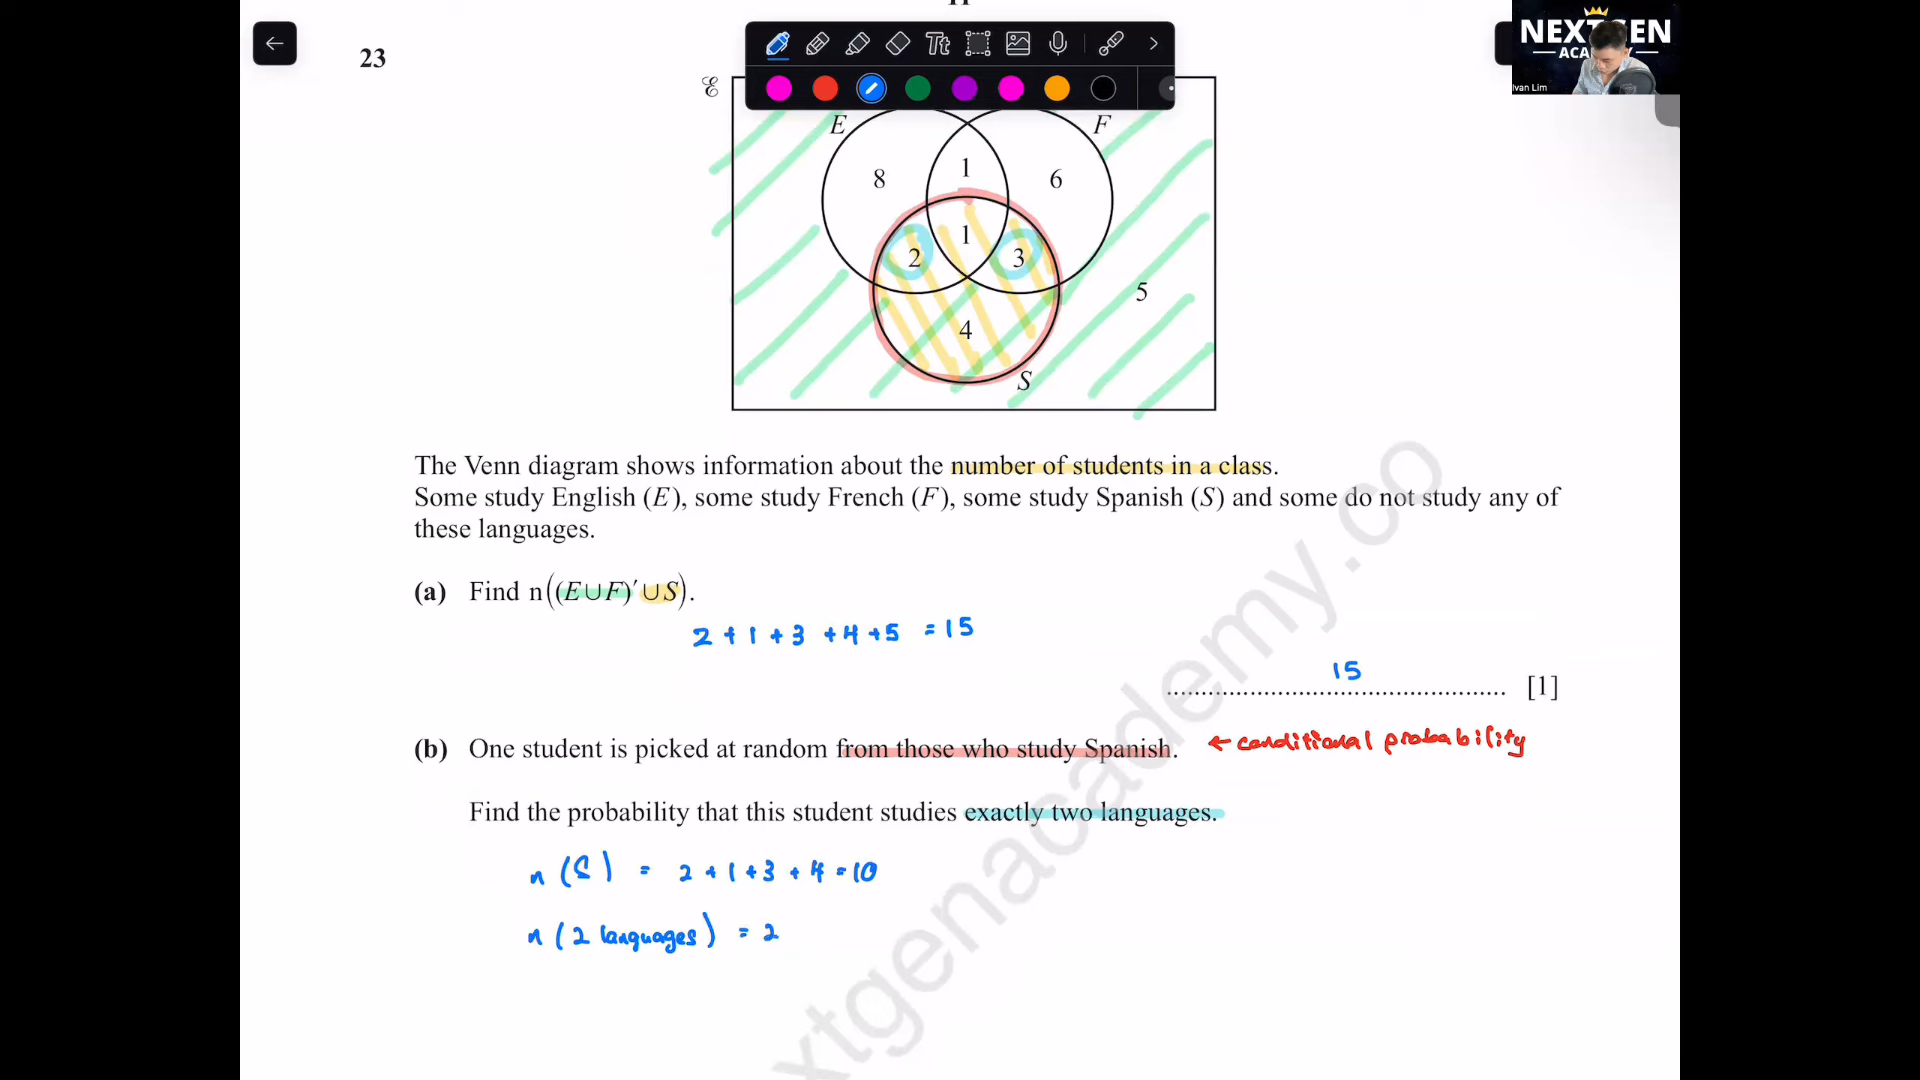 23
NEXTGEN
ACADEMY
Ivan Lim
Tt
ℰ
E
F
8
1
6
1
2
3
5
4
S
The Venn diagram shows information about the number of students in a class.
Some study English (E), some study French (F), some study Spanish (S) and some do not study any of
these languages.
(a) Find n((E∪F)′ ∪S).
2 + 1 + 3 + 4 + 5 = 15
15
.................................................. [1]
(b) One student is picked at random from those who study Spanish. ← conditional probability
Find the probability that this student studies exactly two languages.
n (S) = 2 + 1 + 3 + 4 = 10
n (2 languages) = 2
xtgenacademy.co